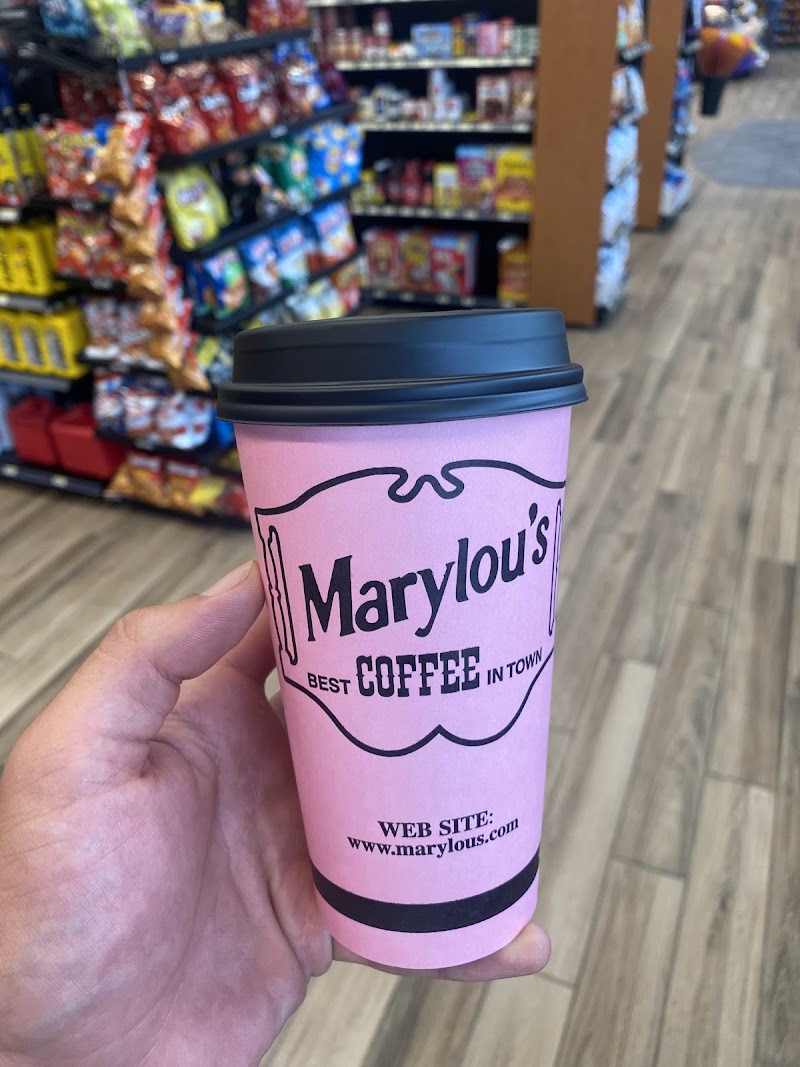 Marylou's
BEST COFFEE IN TOWN
WEB SITE:
www.marylous.com